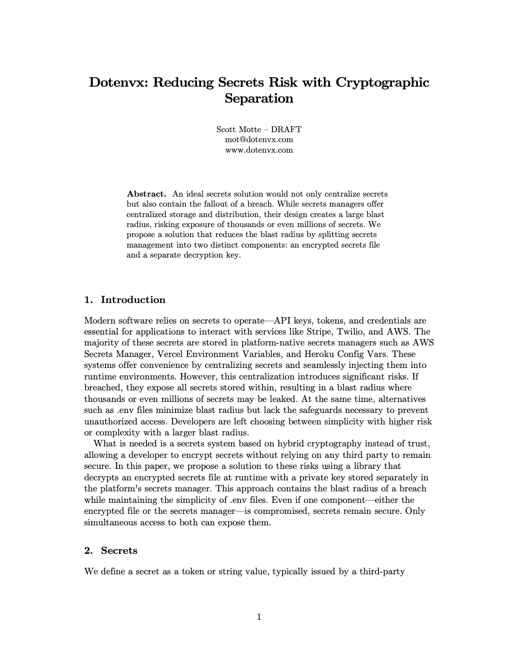 Dotenvx: Reducing Secrets Risk with Cryptographic
Separation
Scott Motte – DRAFT
mot@dotenvx.com
www.dotenvx.com
Abstract. An ideal secrets solution would not only centralize secrets
but also contain the fallout of a breach. While secrets managers offer
centralized storage and distribution, their design creates a large blast
radius, risking exposure of thousands or even millions of secrets. We
propose a solution that reduces the blast radius by splitting secrets
management into two distinct components: an encrypted secrets file
and a separate decryption key.
1. Introduction
Modern software relies on secrets to operate—API keys, tokens, and credentials are
essential for applications to interact with services like Stripe, Twilio, and AWS. The
majority of these secrets are stored in platform-native secrets managers such as AWS
Secrets Manager, Vercel Environment Variables, and Heroku Config Vars. These
systems offer convenience by centralizing secrets and seamlessly injecting them into
runtime environments. However, this centralization introduces significant risks. If
breached, they expose all secrets stored within, resulting in a blast radius where
thousands or even millions of secrets may be leaked. At the same time, alternatives
such as .env files minimize blast radius but lack the safeguards necessary to prevent
unauthorized access. Developers are left choosing between simplicity with higher risk
or complexity with a larger blast radius.
What is needed is a secrets system based on hybrid cryptography instead of trust,
allowing a developer to encrypt secrets without relying on any third party to remain
secure. In this paper, we propose a solution to these risks using a library that
decrypts an encrypted secrets file at runtime with a private key stored separately in
the platform's secrets manager. This approach contains the blast radius of a breach
while maintaining the simplicity of .env files. Even if one component—either the
encrypted file or the secrets manager—is compromised, secrets remain secure. Only
simultaneous access to both can expose them.
2. Secrets
We define a secret as a token or string value, typically issued by a third-party
1